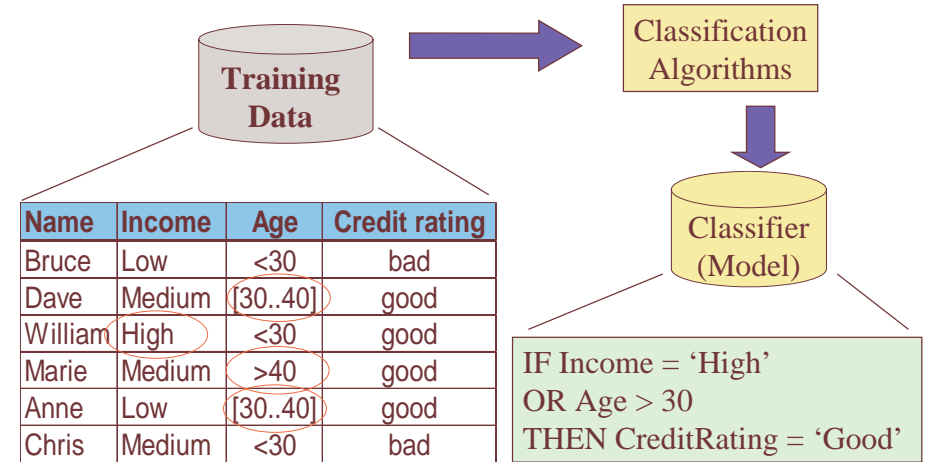 Training
Data
Classification
Algorithms
Classifier
(Model)
Name Income Age Credit rating
Bruce Low <30 bad
Dave Medium [30..40] good
William High <30 good
Marie Medium >40 good
Anne Low [30..40] good
Chris Medium <30 bad
IF Income = ‘High’
OR Age > 30
THEN CreditRating = ‘Good’